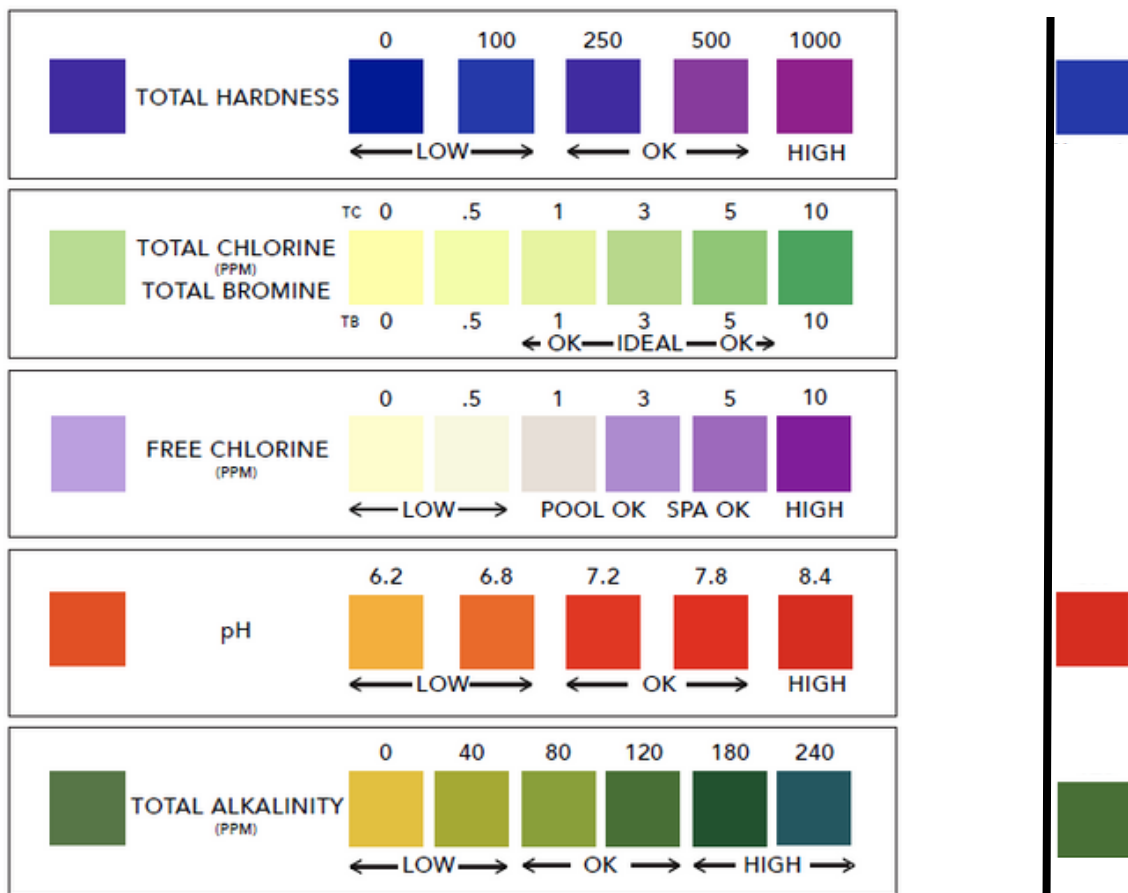 0 100 250 500 1000
TOTAL HARDNESS
LOW OK HIGH
TC 0 .5 1 3 5 10
TOTAL CHLORINE
(PPM)
TOTAL BROMINE
TB 0 .5 1 3 5 10
OK IDEAL OK
0 .5 1 3 5 10
FREE CHLORINE
(PPM)
LOW POOL OK SPA OK HIGH
6.2 6.8 7.2 7.8 8.4
pH
LOW OK HIGH
0 40 80 120 180 240
TOTAL ALKALINITY
(PPM)
LOW OK HIGH